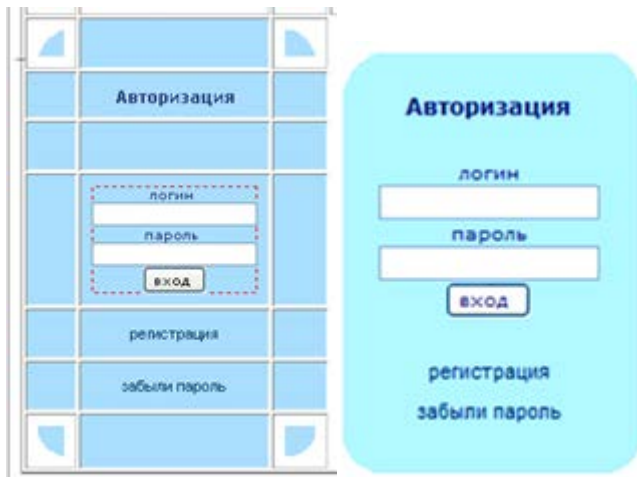 Авторизация
логин
пароль
вход
регистрация
забыли пароль
Авторизация
логин
пароль
вход
регистрация
забыли пароль